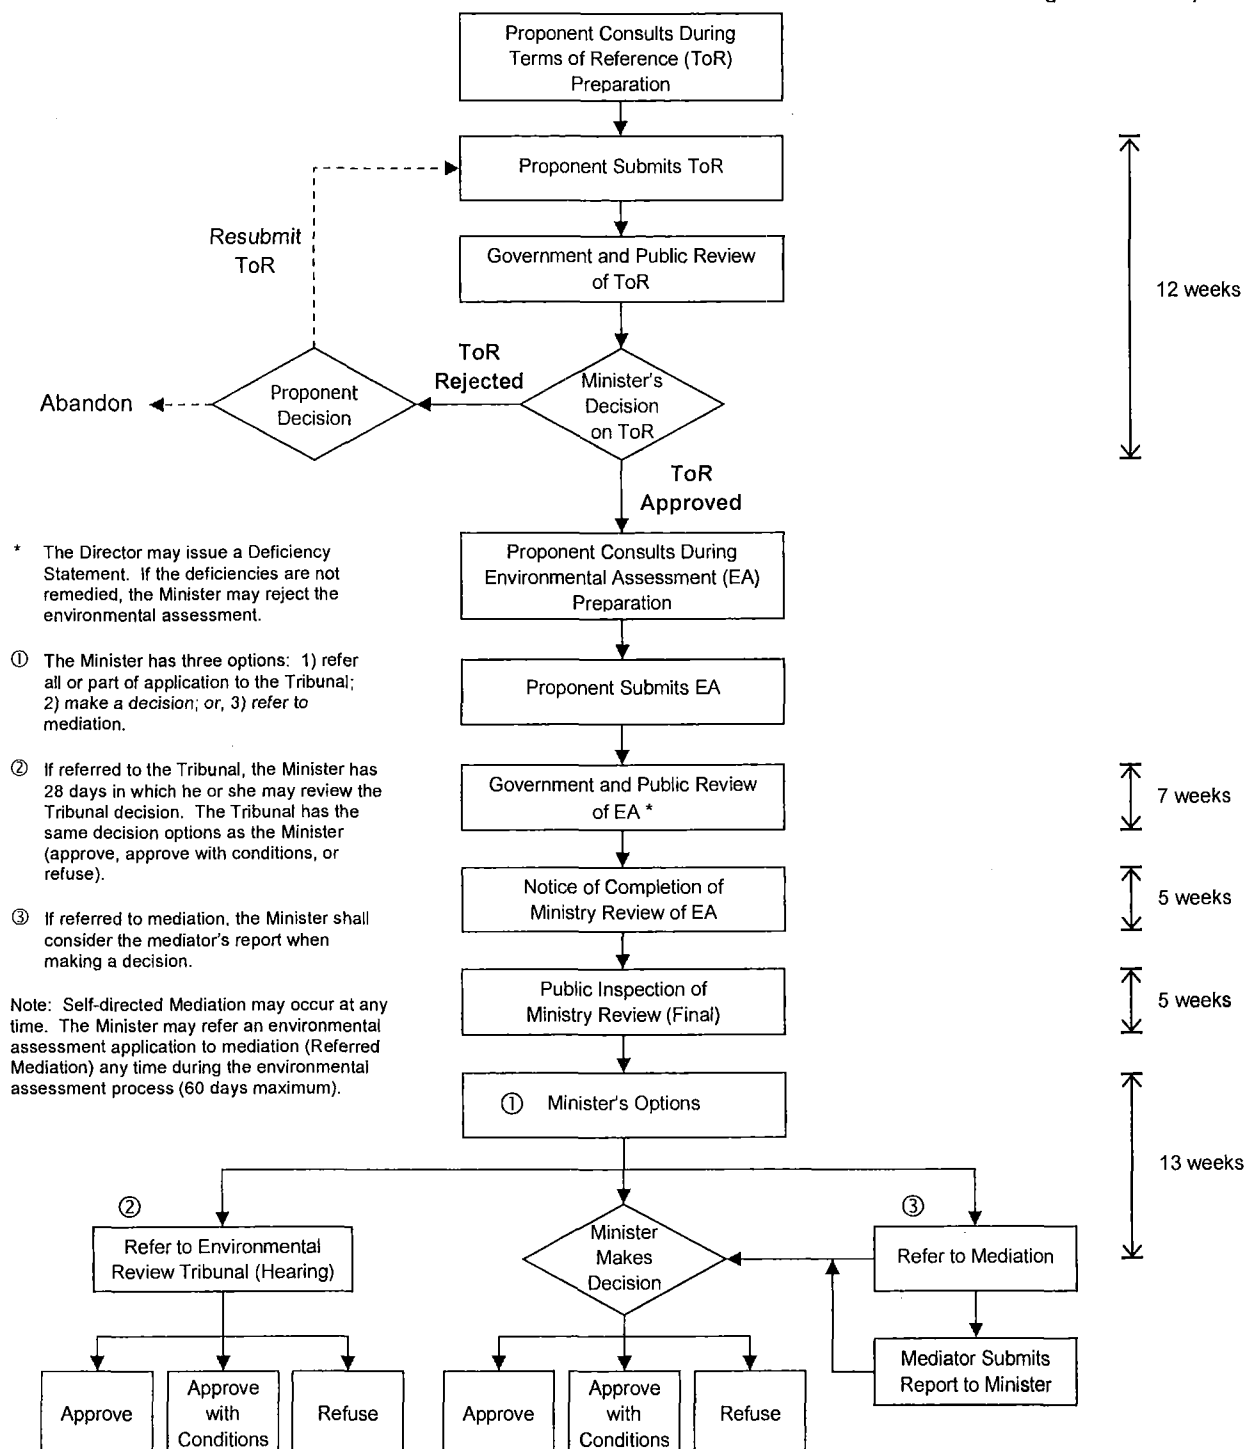 Proponent Consults During
Terms of Reference (ToR)
Preparation
Proponent Submits ToR
Resubmit
ToR
Government and Public Review
of ToR
12 weeks
ToR
Rejected
Minister's
Decision
on ToR
Proponent
Decision
Abandon
ToR
Approved
Proponent Consults During
Environmental Assessment (EA)
Preparation
* The Director may issue a Deficiency
Statement. If the deficiencies are not
remedied, the Minister may reject the
environmental assessment.
① The Minister has three options: 1) refer
all or part of application to the Tribunal;
2) make a decision; or, 3) refer to
mediation.
② If referred to the Tribunal, the Minister has
28 days in which he or she may review the
Tribunal decision. The Tribunal has the
same decision options as the Minister
(approve, approve with conditions, or
refuse).
③ If referred to mediation, the Minister shall
consider the mediator's report when
making a decision.
Note: Self-directed Mediation may occur at any
time. The Minister may refer an environmental
assessment application to mediation (Referred
Mediation) any time during the environmental
assessment process (60 days maximum).
Proponent Submits EA
Government and Public Review
of EA *
7 weeks
Notice of Completion of
Ministry Review of EA
5 weeks
Public Inspection of
Ministry Review (Final)
5 weeks
① Minister's Options
13 weeks
②
Refer to Environmental
Review Tribunal (Hearing)
Minister
Makes
Decision
③
Refer to Mediation
Mediator Submits
Report to Minister
Approve
Approve
with
Conditions
Refuse
Approve
Approve
with
Conditions
Refuse